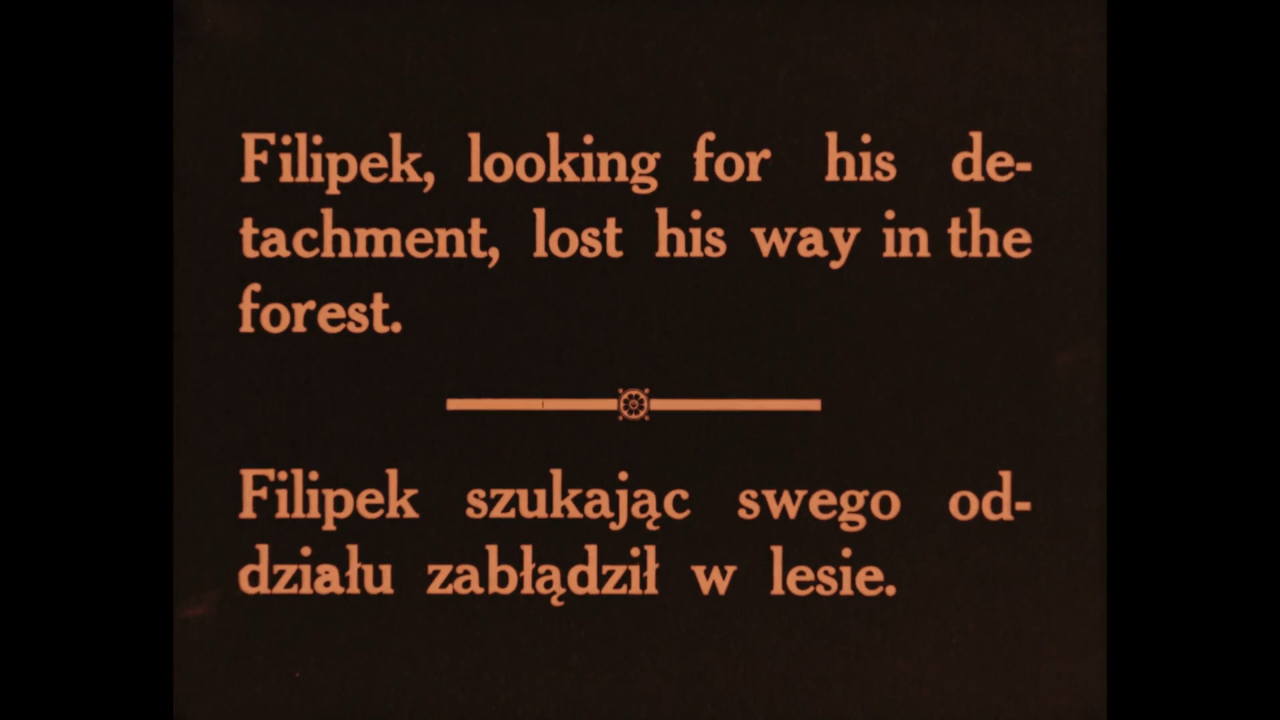 Filipek, looking for his de-
tachment, lost his way in the
forest.
Filipek szukając swego od-
działu zabłądził w lesie.